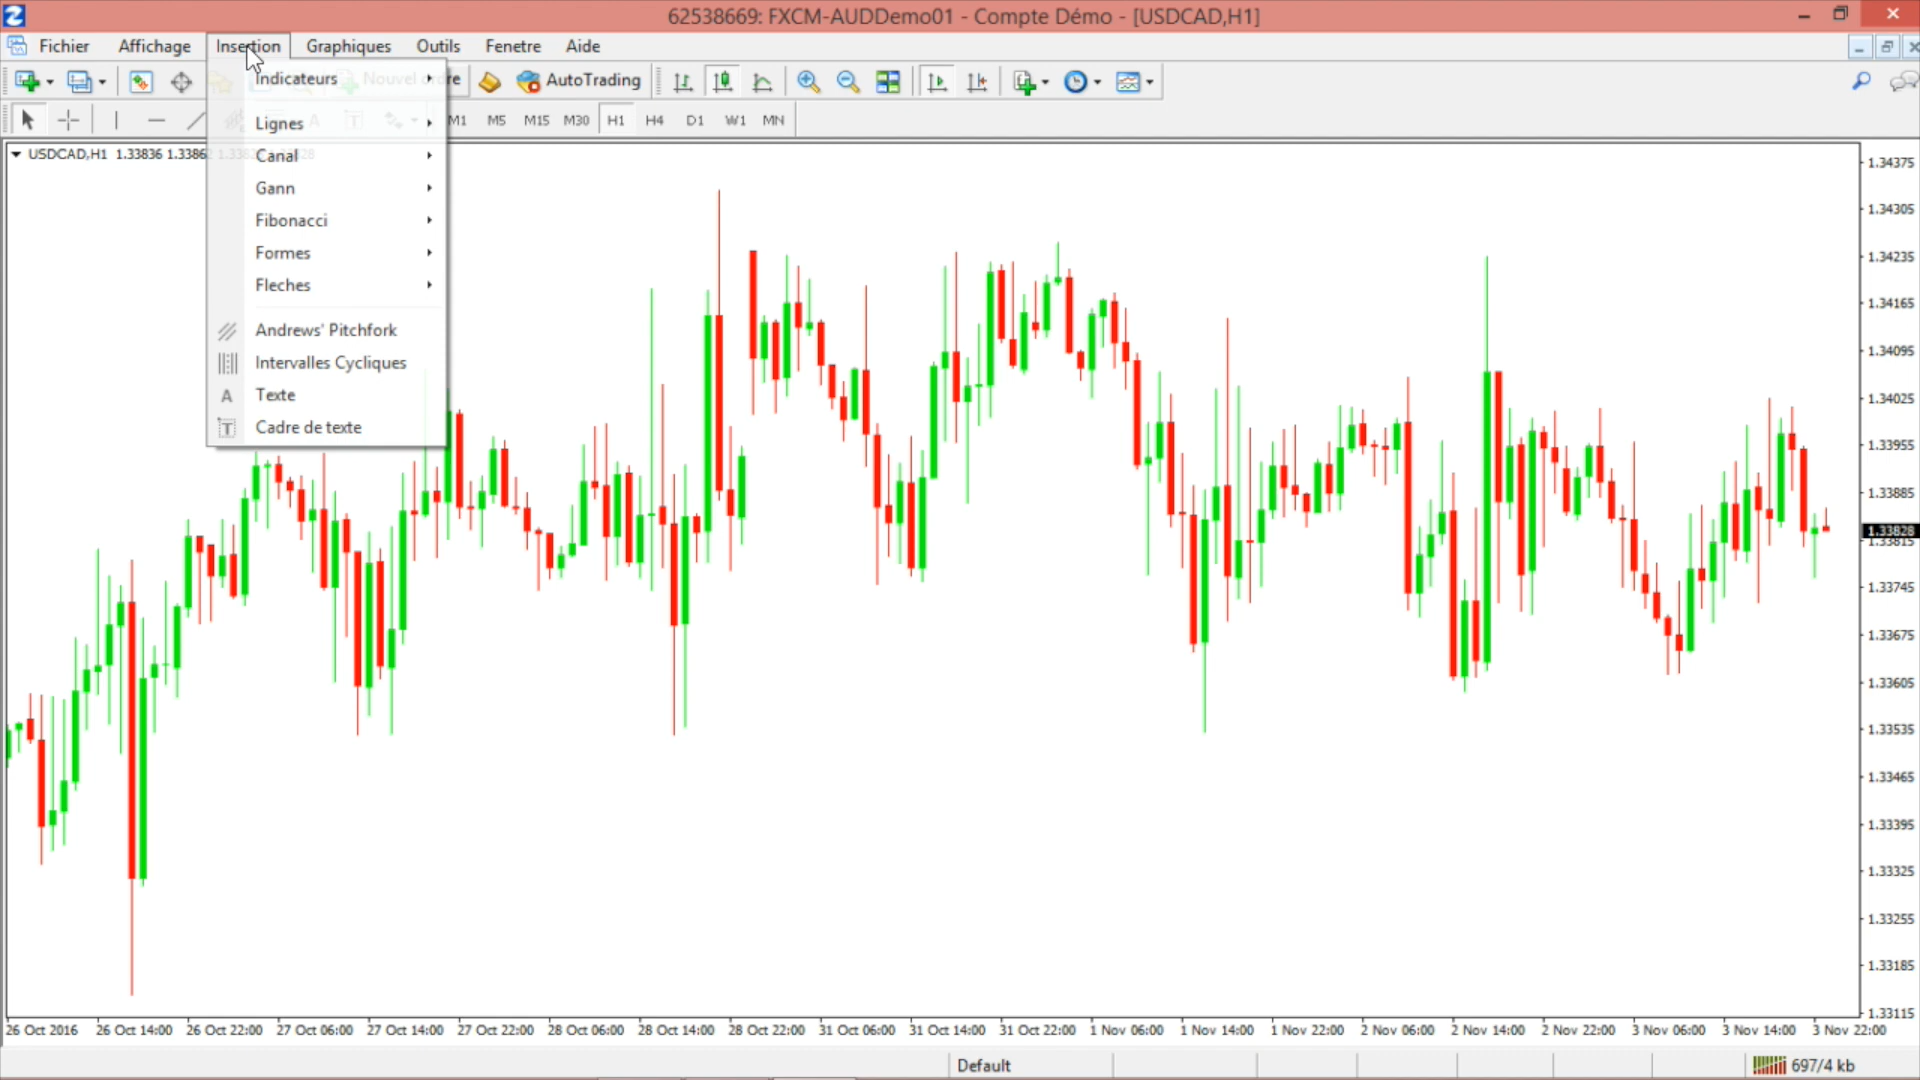 62538669: FXCM-AUDDemo01 - Compte Démo - [USDCAD,H1]
Fichier Affichage Insertion Graphiques Outils Fenetre Aide
Indicateurs Nouvel ordre AutoTrading
M1 M5 M15 M30 H1 H4 D1 W1 MN
USDCAD,H1 1.33836 1.3386
Lignes
Canal
Gann
Fibonacci
Formes
Fleches
Andrews' Pitchfork
Intervalles Cycliques
A Texte
T Cadre de texte
1.34375
1.34305
1.34235
1.34165
1.34095
1.34025
1.33955
1.33885
1.33828
1.33815
1.33745
1.33675
1.33605
1.33535
1.33465
1.33395
1.33325
1.33255
1.33185
1.33115
26 Oct 2016 26 Oct 14:00 26 Oct 22:00 27 Oct 06:00 27 Oct 14:00 27 Oct 22:00 28 Oct 06:00 28 Oct 14:00 28 Oct 22:00 31 Oct 06:00 31 Oct 14:00 31 Oct 22:00 1 Nov 06:00 1 Nov 14:00 1 Nov 22:00 2 Nov 06:00 2 Nov 14:00 2 Nov 22:00 3 Nov 06:00 3 Nov 14:00 3 Nov 22:00
Default 697/4 kb